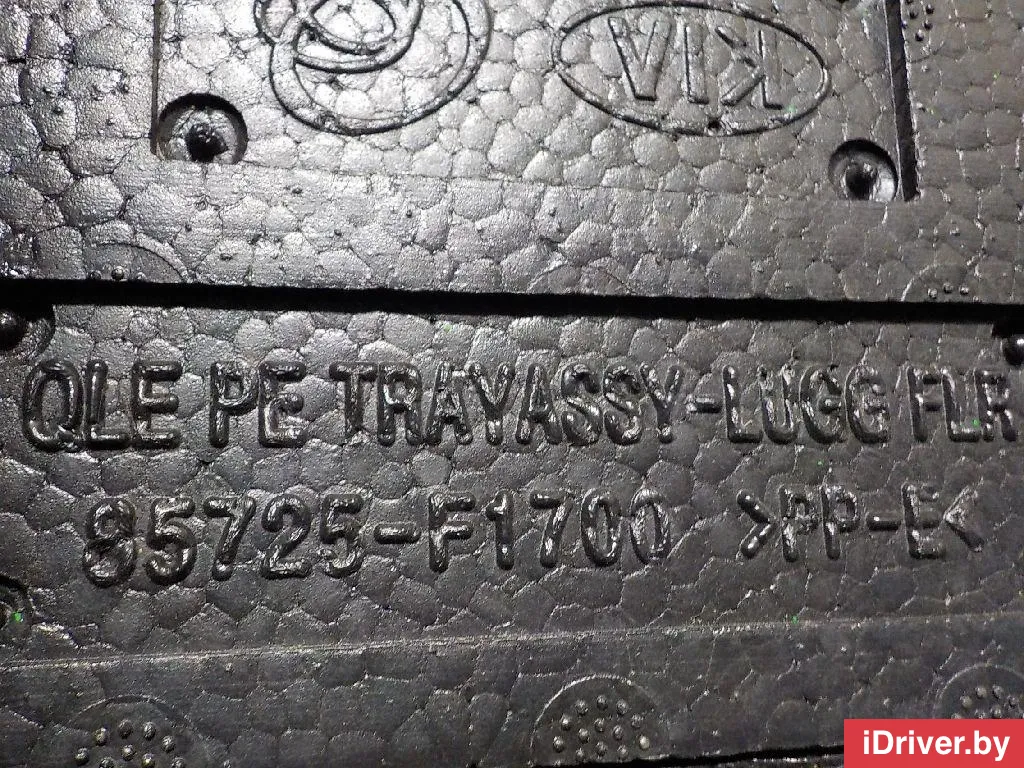 KIA
QLE PE TRAYASSY-LUGG FLR
85725-F1700 >PP-E<
iDriver.by